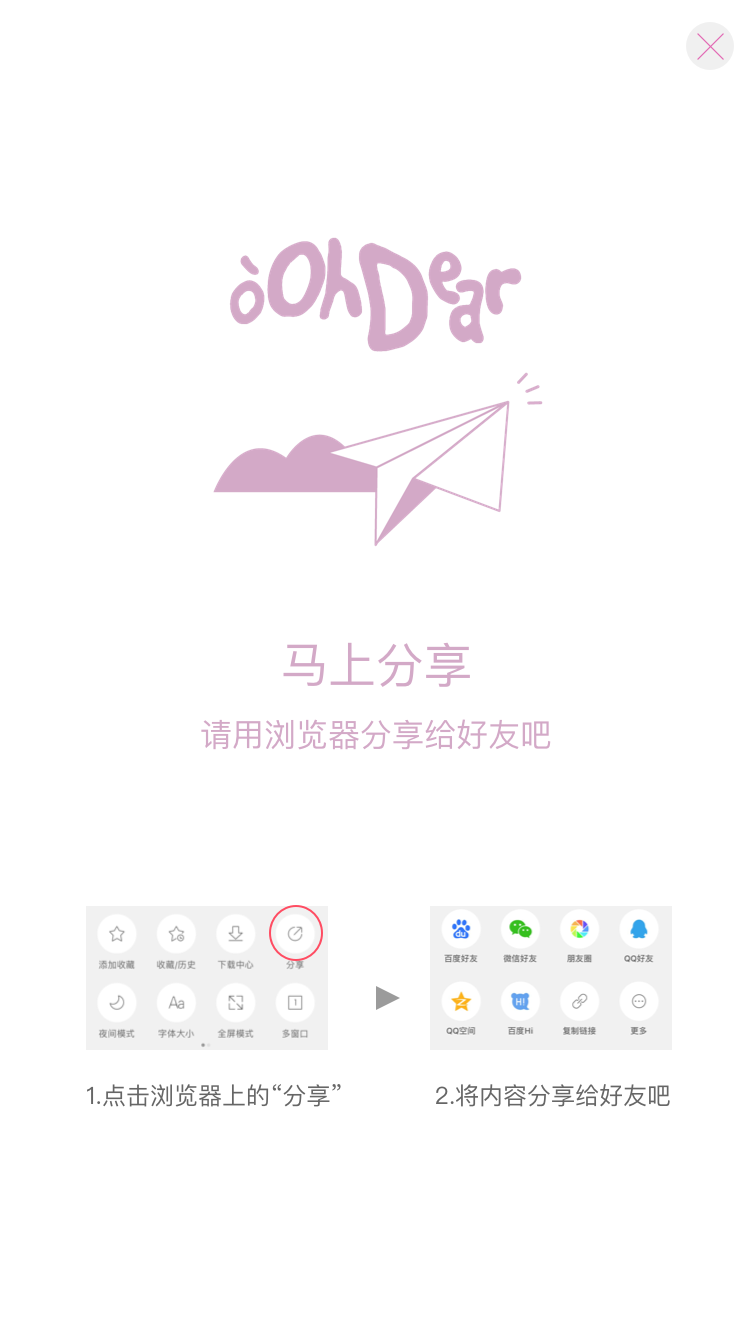 òOhDear
马上分享
请用浏览器分享给好友吧
添加收藏 收藏/历史 下载中心 分享
Aa 1
夜间模式 字体大小 全屏模式 多窗口
du
百度好友 微信好友 朋友圈 QQ好友
Hi
QQ空间 百度Hi 复制链接 更多
1.点击浏览器上的“分享”
2.将内容分享给好友吧